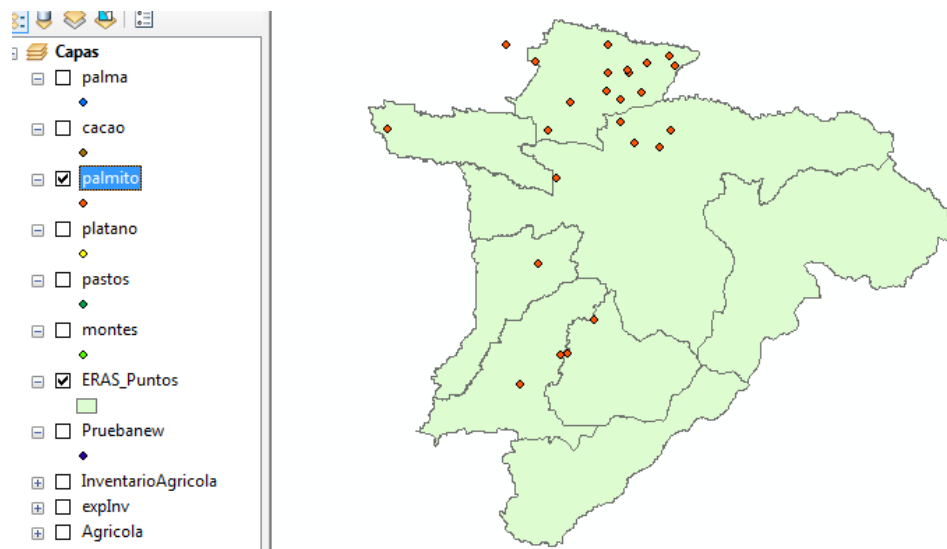 Capas
palma
cacao
palmito
platano
pastos
montes
ERAS_Puntos
Pruebanew
InventarioAgricola
expInv
Agricola